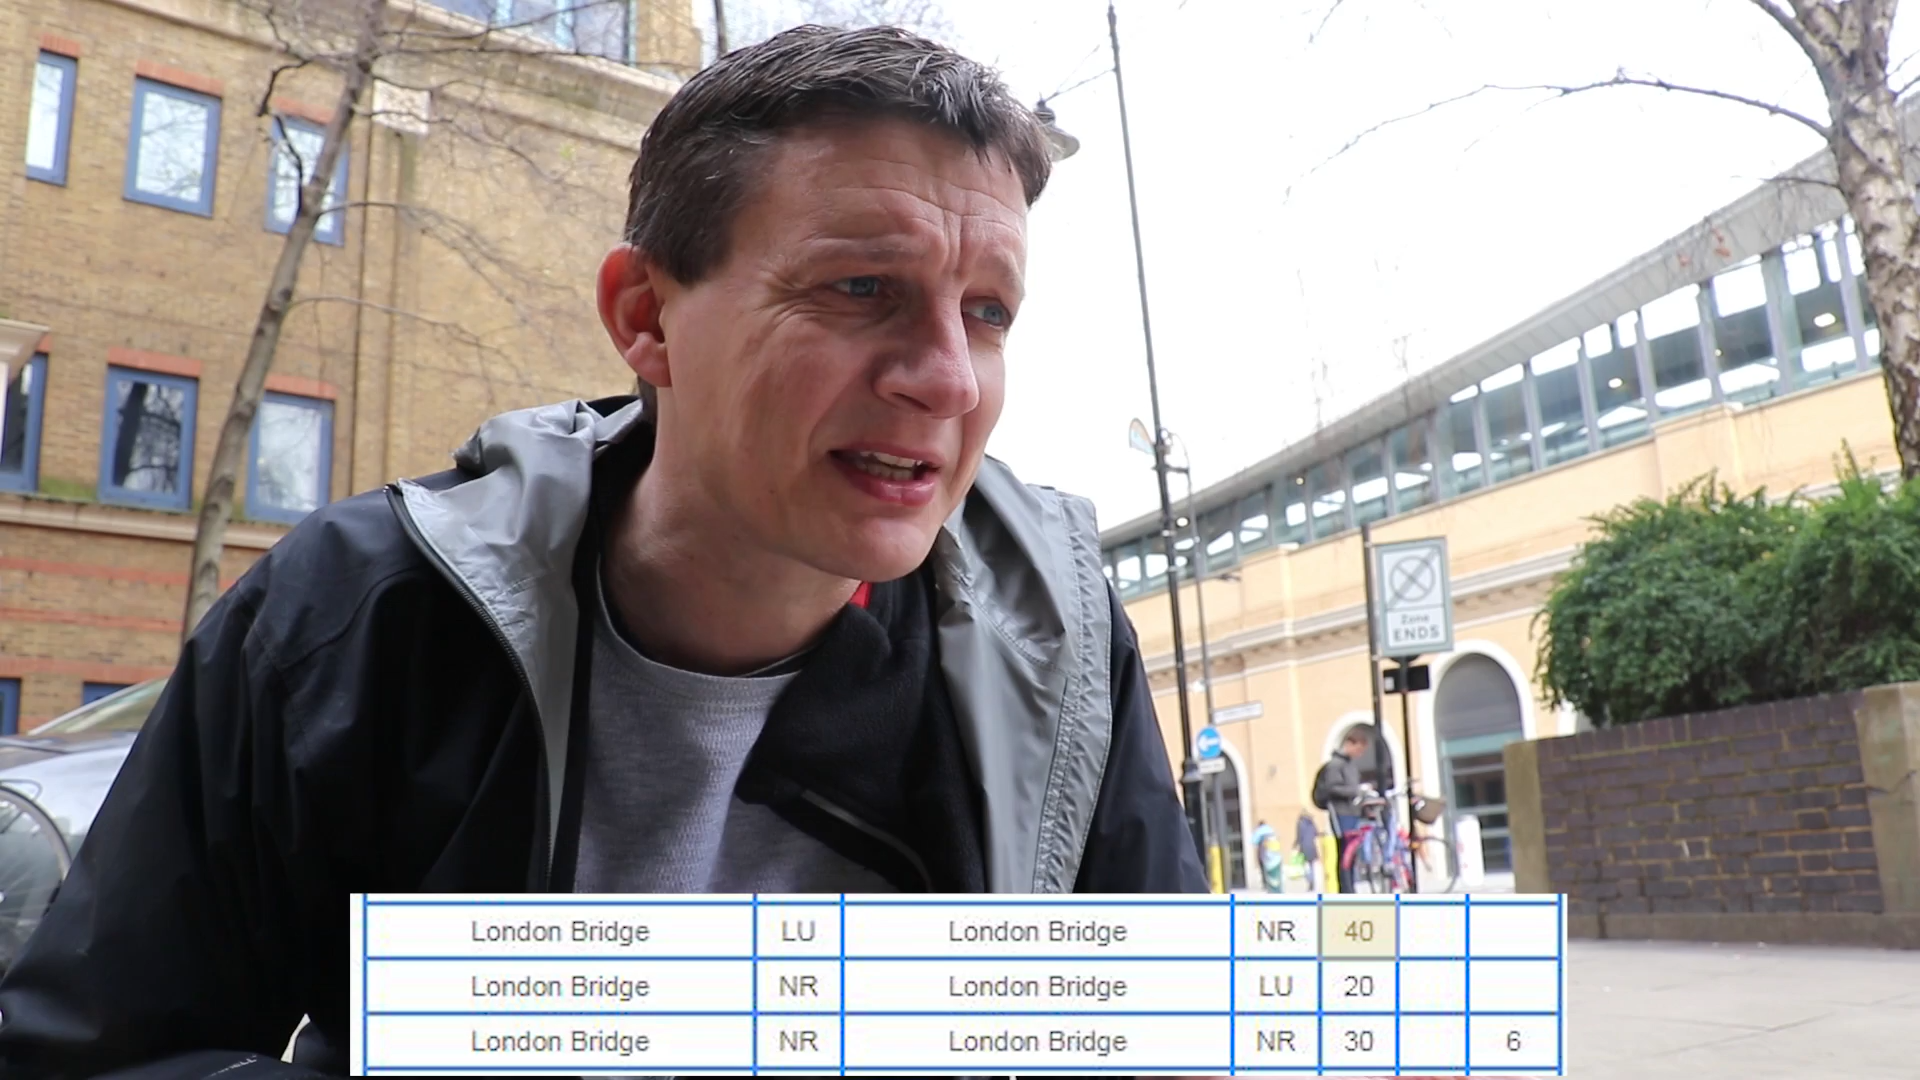 Zone
ENDS
London Bridge LU London Bridge NR 40
London Bridge NR London Bridge LU 20
London Bridge NR London Bridge NR 30 6